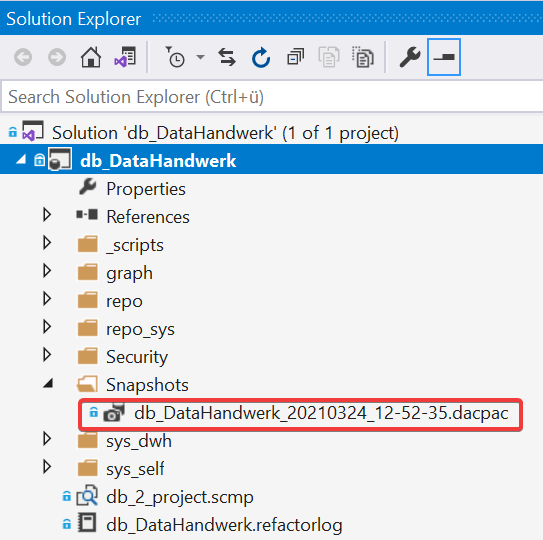 Solution Explorer
Search Solution Explorer (Ctrl+ü)
Solution 'db_DataHandwerk' (1 of 1 project)
db_DataHandwerk
Properties
References
_scripts
graph
repo
repo_sys
Security
Snapshots
db_DataHandwerk_20210324_12-52-35.dacpac
sys_dwh
sys_self
db_2_project.scmp
db_DataHandwerk.refactorlog